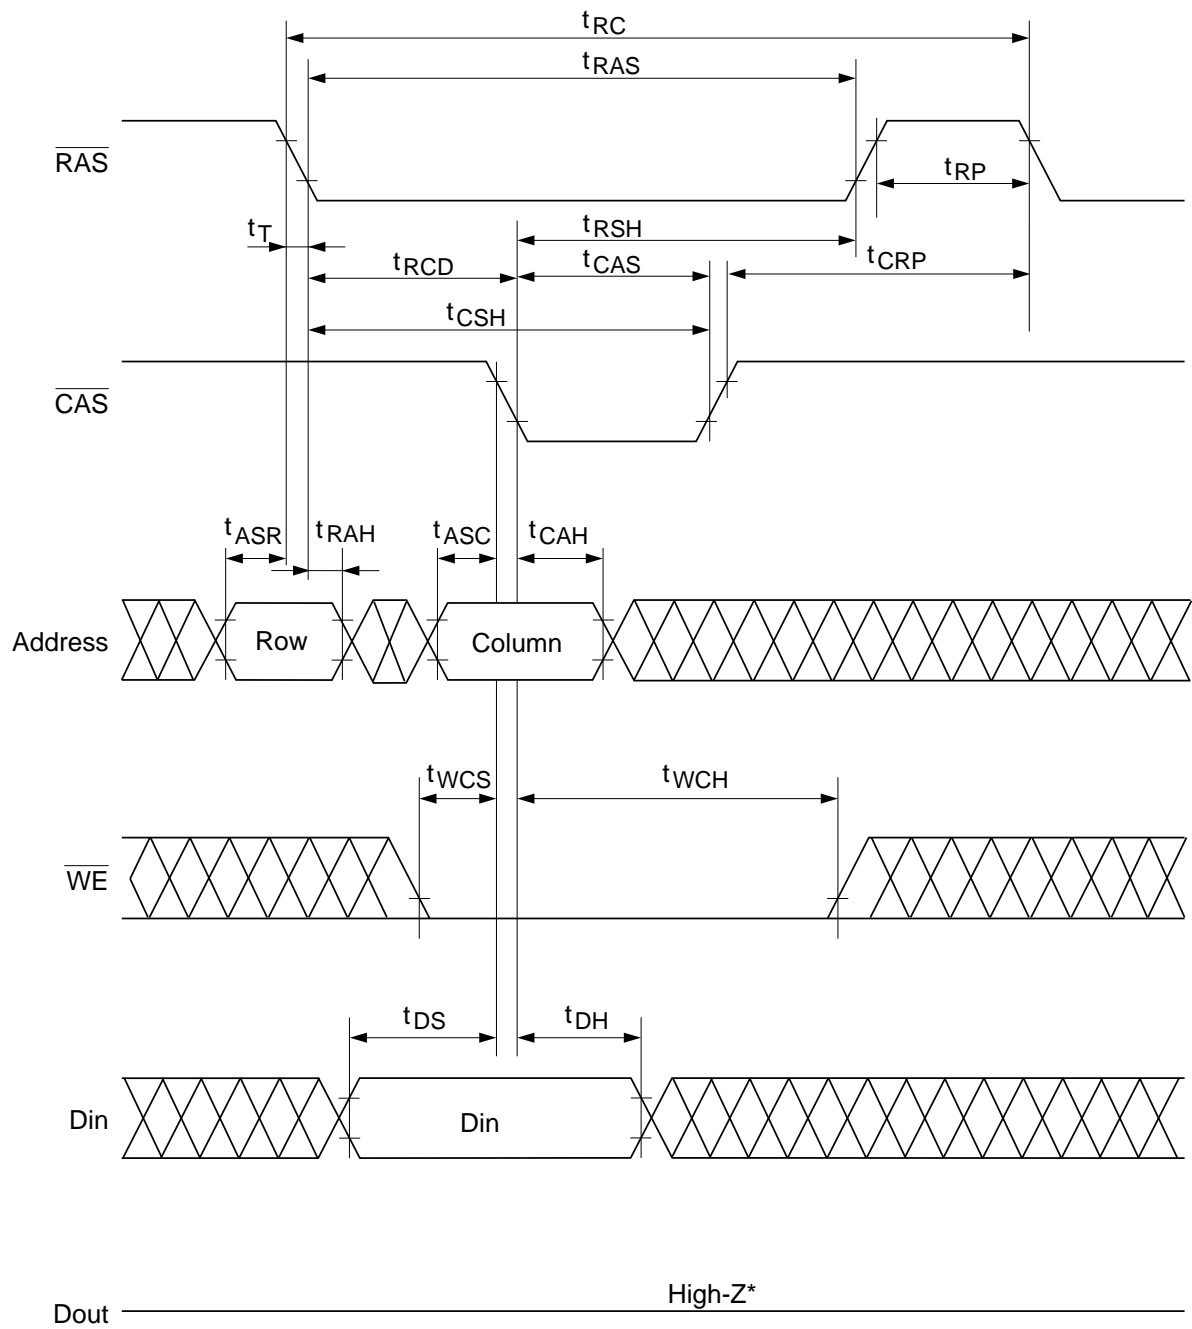 tRC
tRAS
RAS
tRP
tT
tRSH
tRCD
tCAS
tCRP
tCSH
CAS
tASR
tRAH
tASC
tCAH
Address
Row
Column
tWCS
tWCH
WE
tDS
tDH
Din
Din
High-Z*
Dout